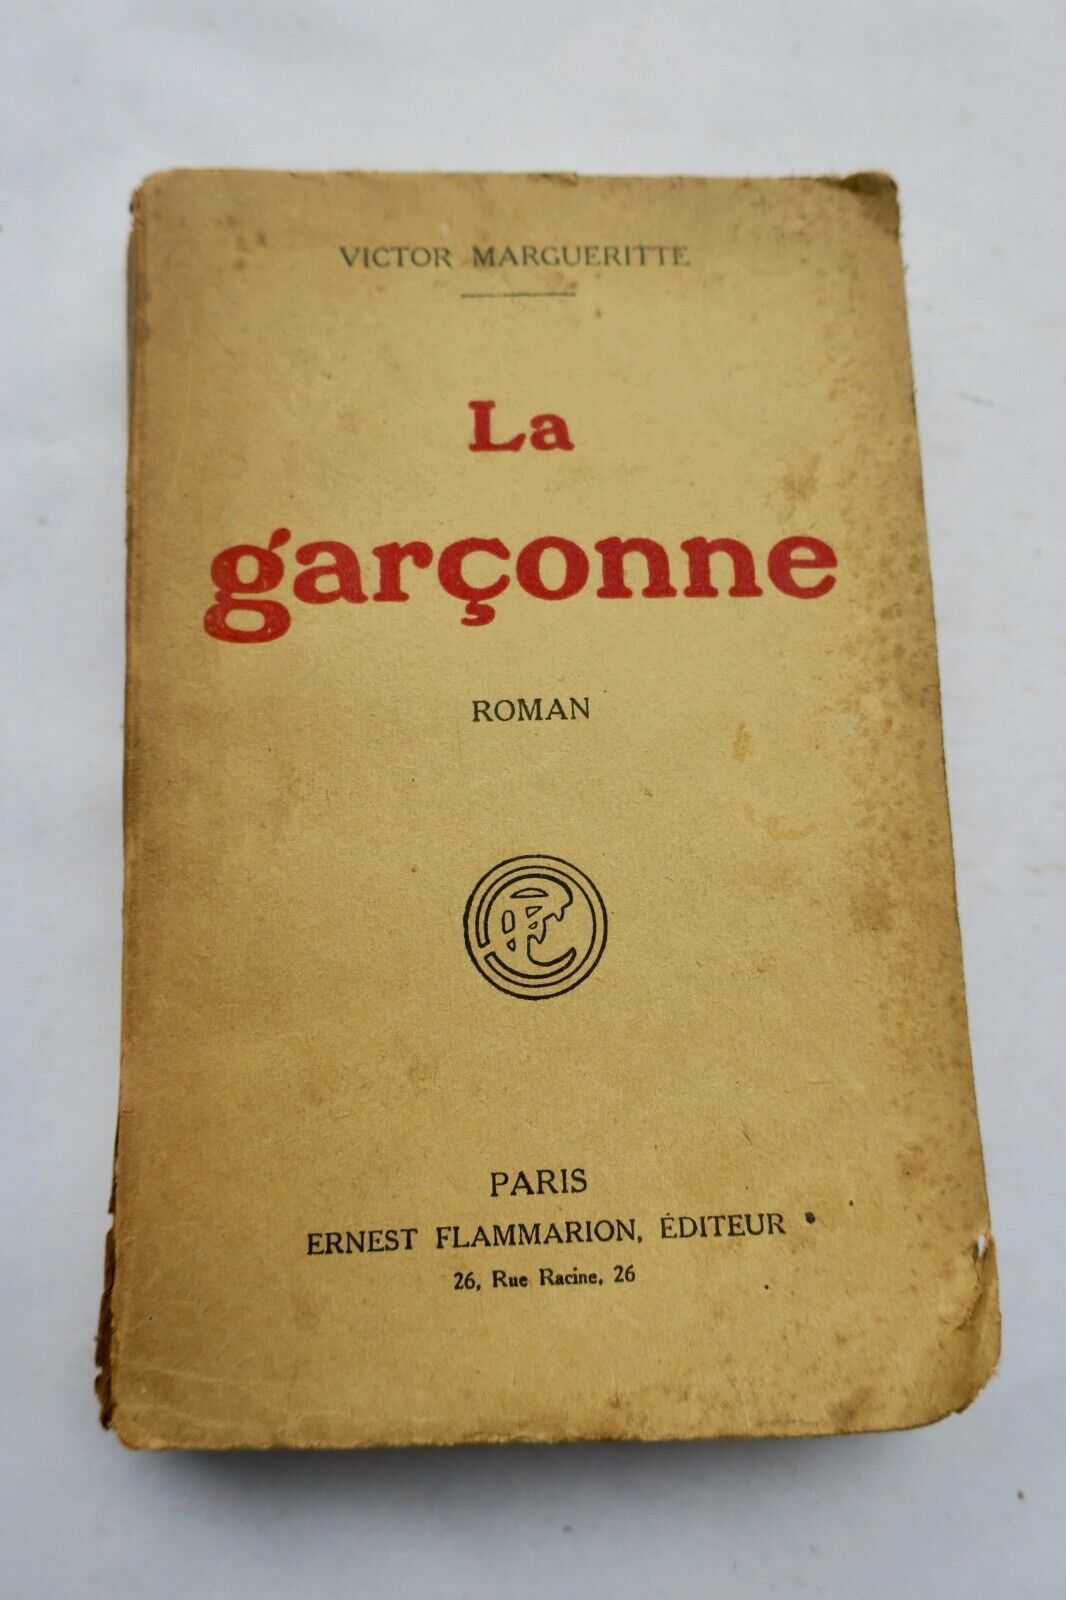 VICTOR MARGUERITTE
La
garçonne
ROMAN
PARIS
ERNEST FLAMMARION, ÉDITEUR
26, Rue Racine, 26